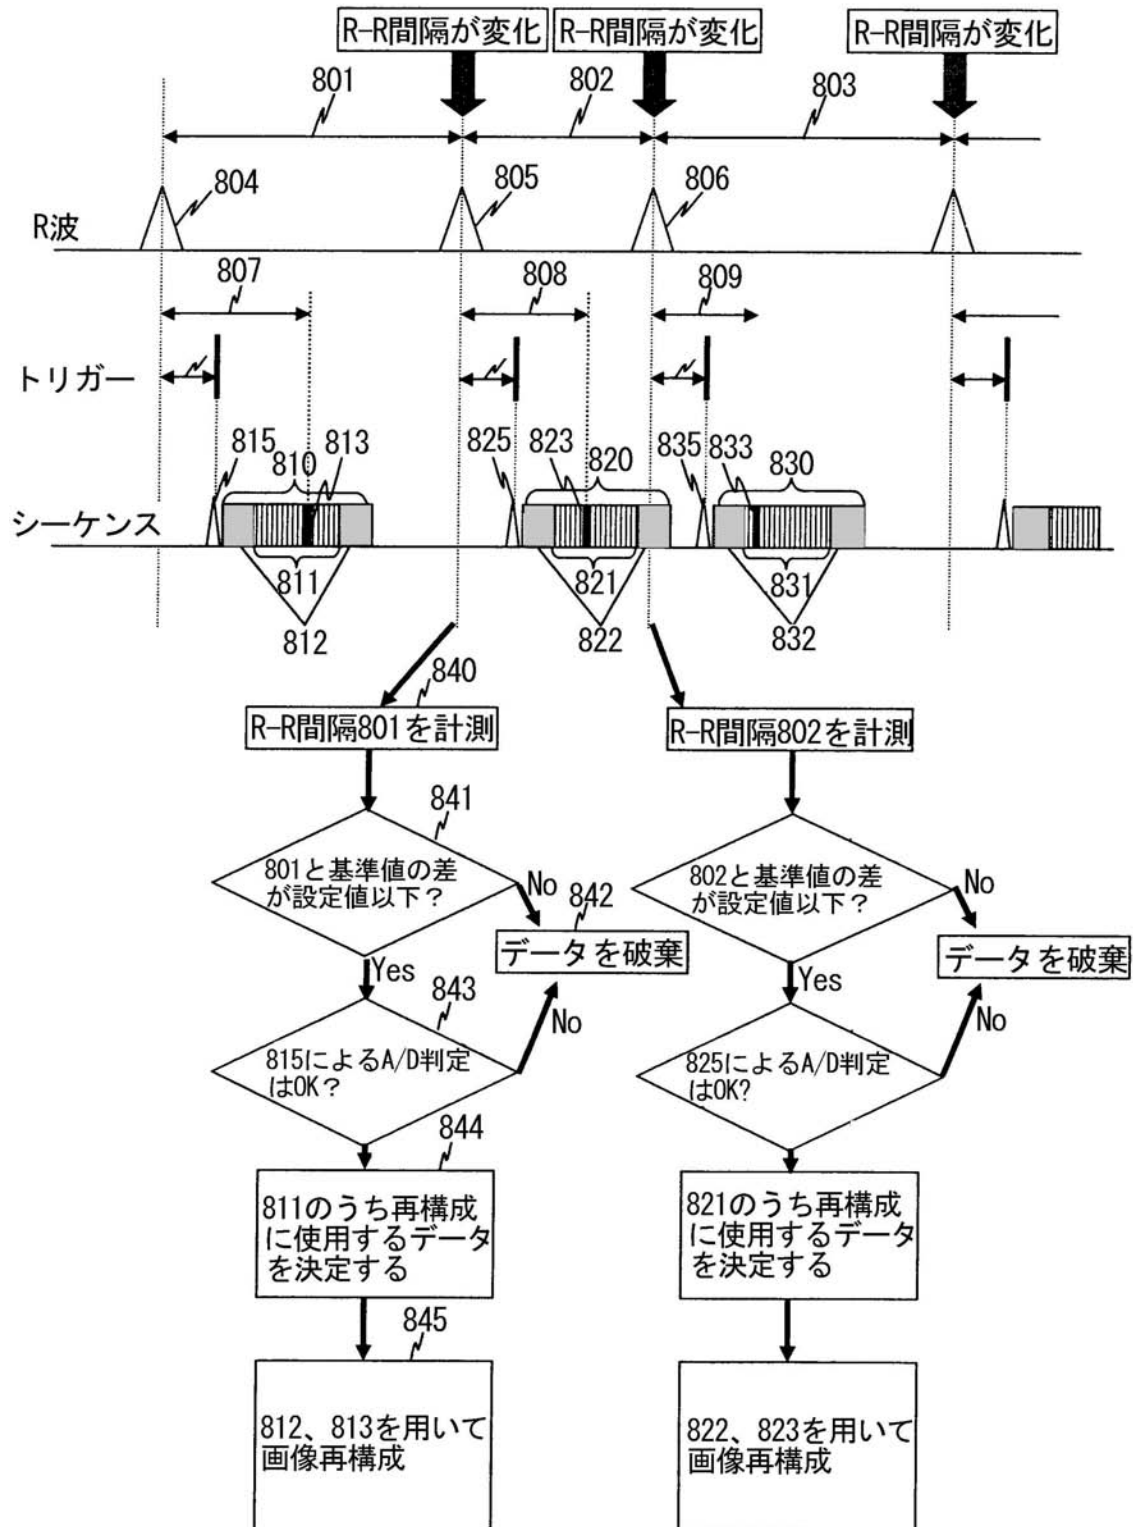 R-R間隔が変化
R-R間隔が変化
R-R間隔が変化
801
802
803
804
805
806
R波
807
808
809
トリガー
815
810
813
825
823
820
835
833
830
シーケンス
811
821
831
812
822
832
840
R-R間隔801を計測
R-R間隔802を計測
841
801と基準値の差
が設定値以下？
No
842
データを破棄
802と基準値の差
が設定値以下？
No
データを破棄
Yes
843
Yes
No
No
815によるA/D判定
はOK？
825によるA/D判定
はOK?
844
811のうち再構成
に使用するデータ
を決定する
821のうち再構成
に使用するデータ
を決定する
845
812、813を用いて
画像再構成
822、823を用いて
画像再構成